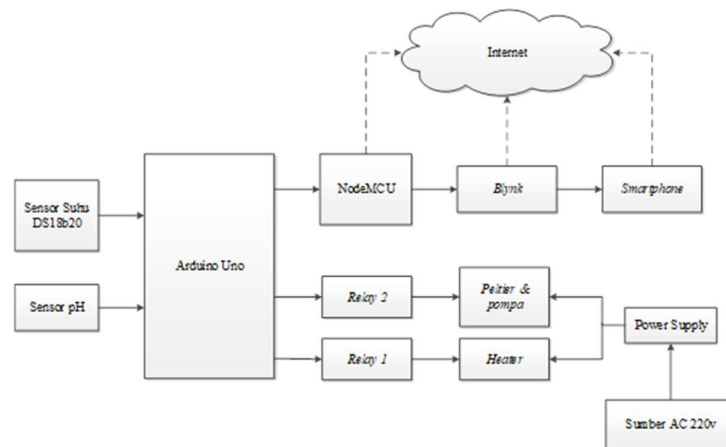 Internet
NodeMCU
Blynk
Smartphone
Sensor Suhu
DS18b20
Arduino Uno
Sensor pH
Relay 2
Peltier &
pompa
Power Supply
Relay 1
Heater
Sumber AC 220v